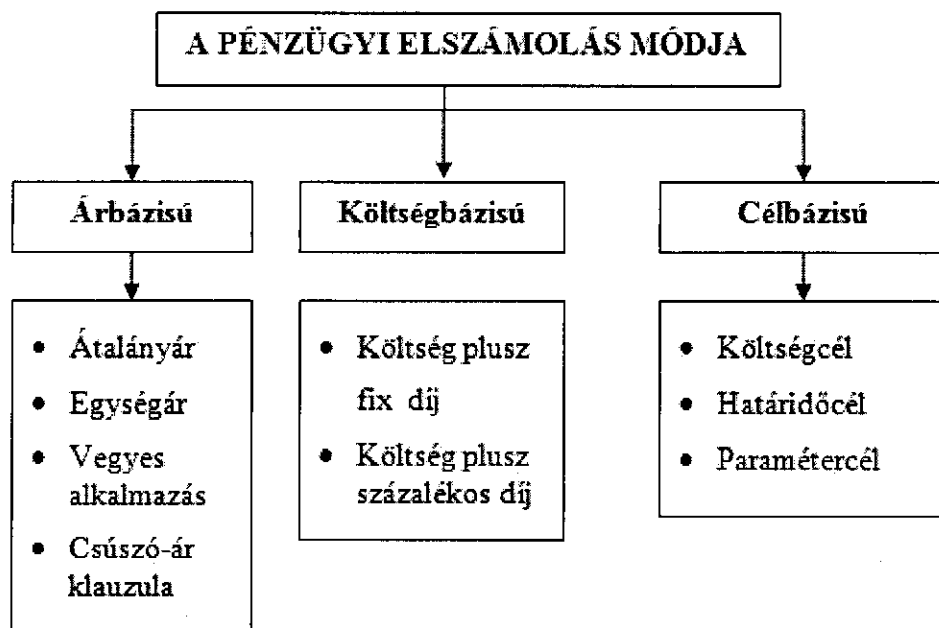 A PÉNZÜGYI ELSZÁMOLÁS MÓDJA
Árbázisú
Költségbázisú
Célbázisú
• Átalányár
• Egységár
• Vegyes
alkalmazás
• Csúszó-ár
klauzula
• Költség plusz
fix díj
• Költség plusz
százalékos díj
• Költségcél
• Határidőcél
• Paramétercél